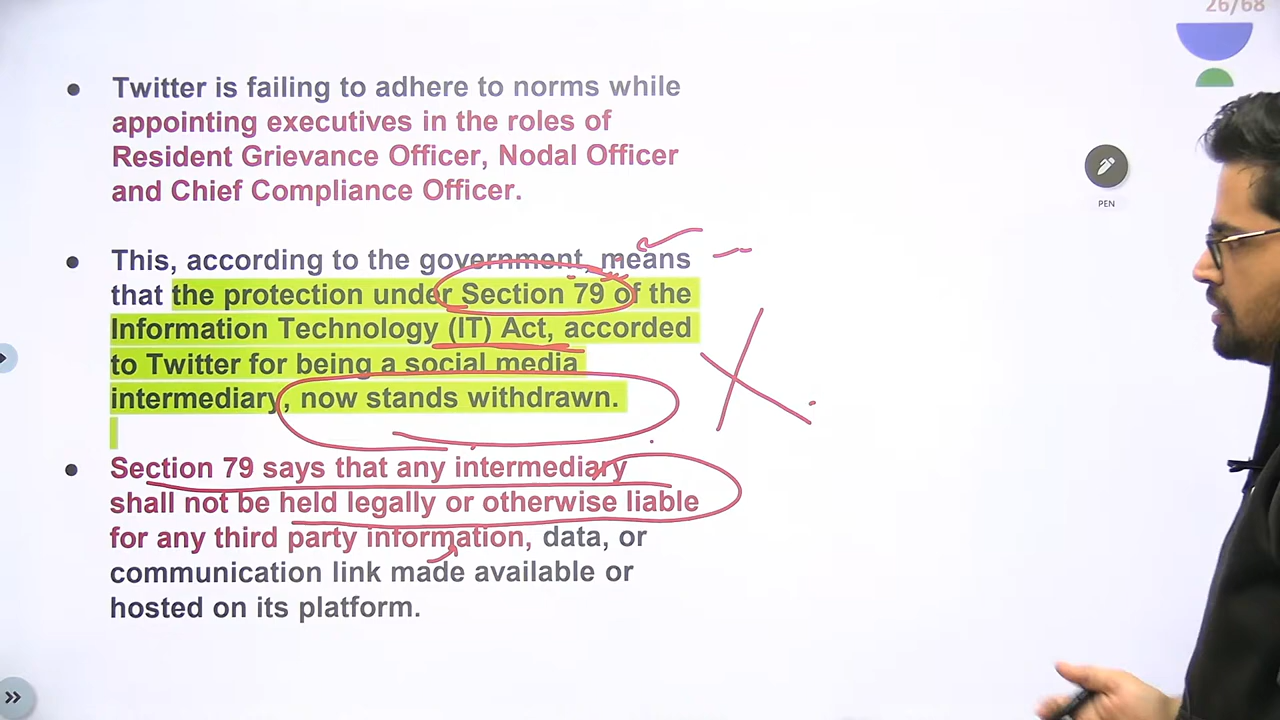 26/68
Twitter is failing to adhere to norms while
appointing executives in the roles of
Resident Grievance Officer, Nodal Officer
and Chief Compliance Officer.
PEN
This, according to the government, means
that the protection under Section 79 of the
Information Technology (IT) Act, accorded
to Twitter for being a social media
intermediary, now stands withdrawn.
Section 79 says that any intermediary
shall not be held legally or otherwise liable
for any third party information, data, or
communication link made available or
hosted on its platform.